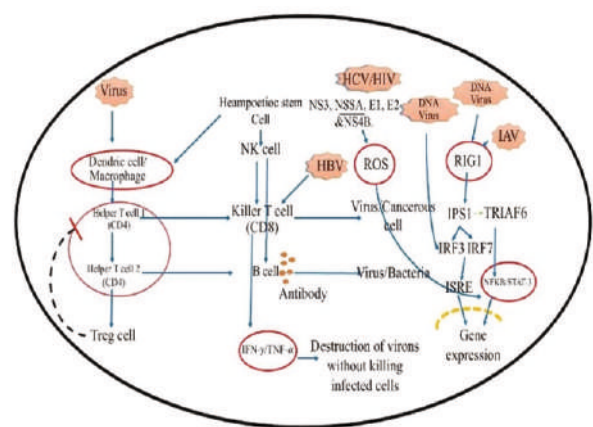 Virus
Heampoetioc stem
Cell
HCV/HIV
NS3, NS5A, E1, E2
&NS4B.
DNA
Virus
DNA
Virus
IAV
Dendric cell/
Macrophage
NK cell
HBV
ROS
RIG1
Helper T cell 1
(CD4)
Killer T cell
(CD8)
Virus/Cancerous
cell
IPS1
TRIAF6
IRF3
IRF7
Helper T cell 2
(CD4)
B cell
Antibody
Virus/Bacteria
ISRE
NFKB/STAT-3
Treg cell
IFN-γ/TNF-α
Destruction of virons
without killing
infected cells
Gene
expression